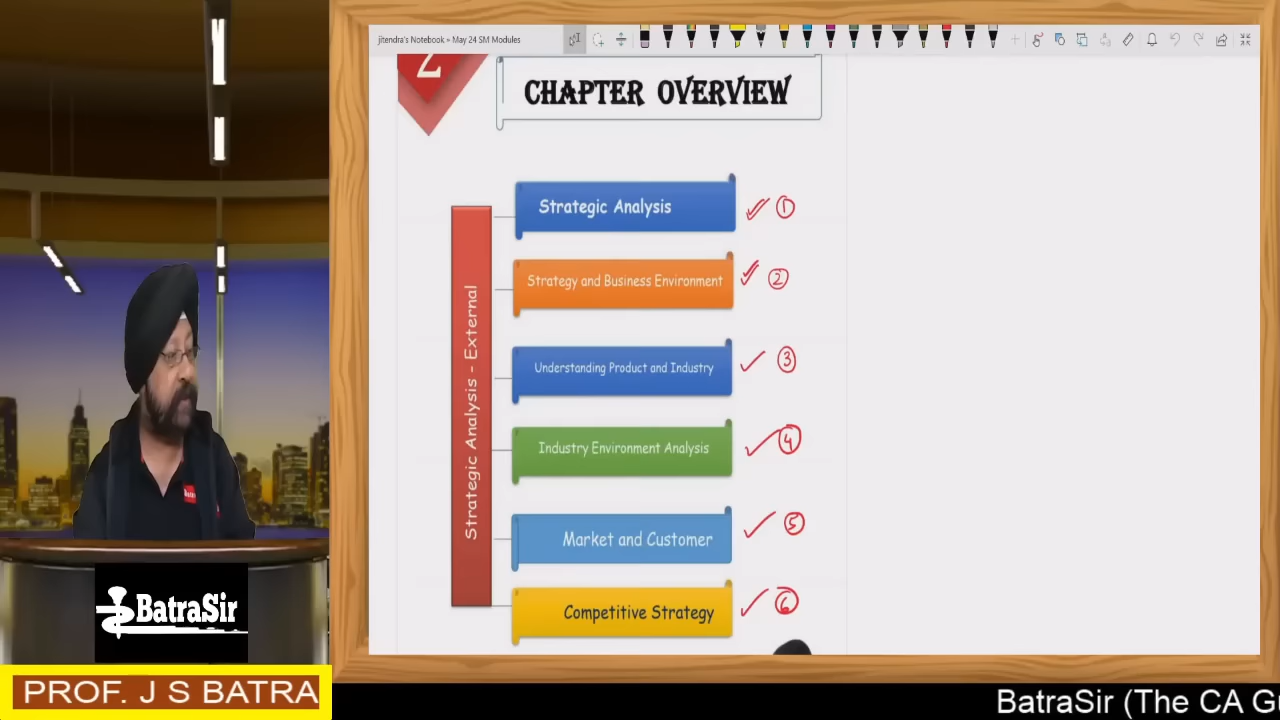 jitendra's Notebook » May 24 SM Modules
2
CHAPTER OVERVIEW
Strategic Analysis - External
Strategic Analysis ①
Strategy and Business Environment ②
Understanding Product and Industry ③
Industry Environment Analysis ④
Market and Customer ⑤
Competitive Strategy ⑥
BatraSir
PROF. J S BATRA
BatraSir (The CA G